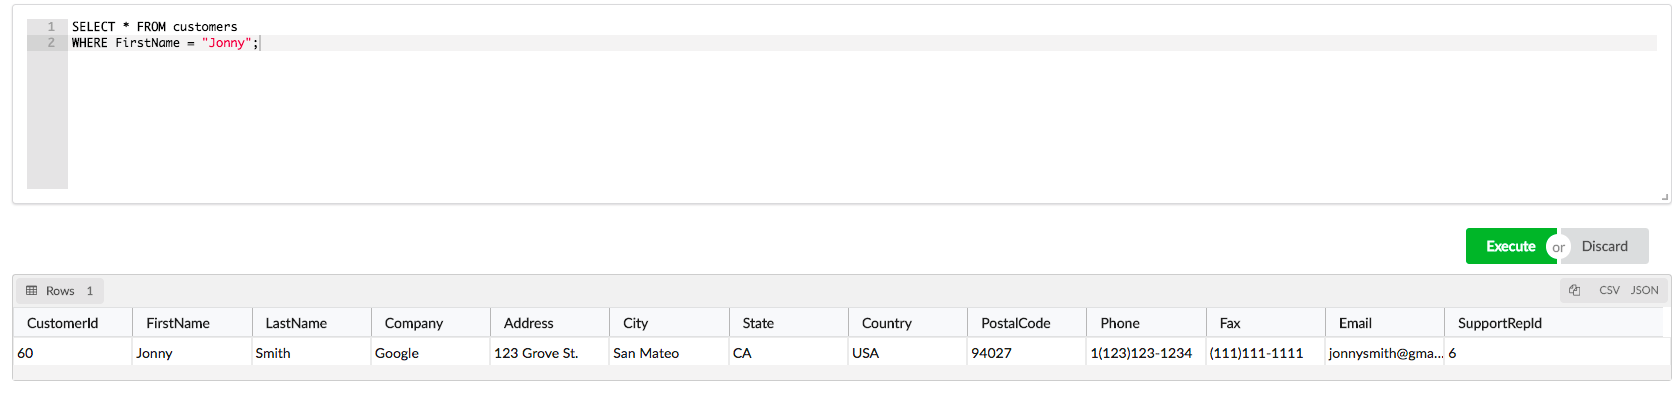 1 SELECT * FROM customers
2 WHERE FirstName = "Jonny";
Execute or Discard
Rows 1 CSV JSON
CustomerId FirstName LastName Company Address City State Country PostalCode Phone Fax Email SupportRepId
60 Jonny Smith Google 123 Grove St. San Mateo CA USA 94027 1(123)123-1234 (111)111-1111 jonnysmith@gma... 6